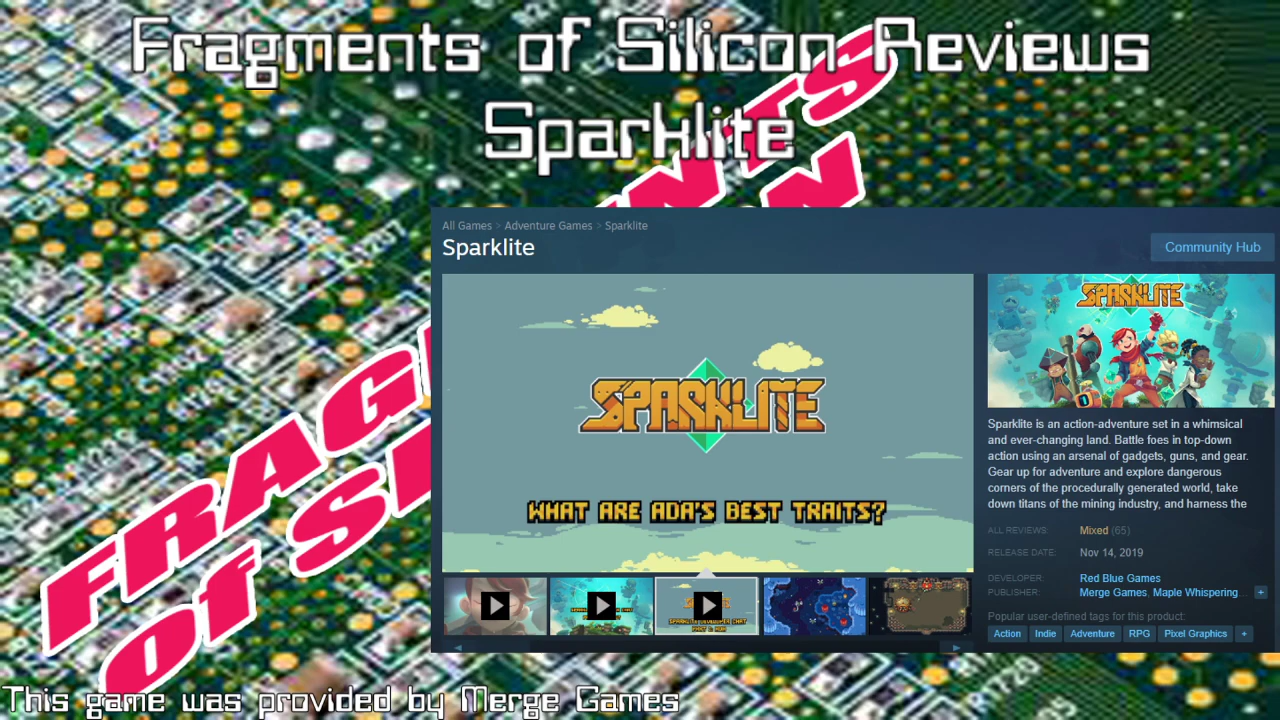 Fragments of Silicon Reviews
Sparklite
All Games > Adventure Games > Sparklite
Sparklite
Community Hub
SPARKLITE
WHAT ARE ADA'S BEST TRAITS?
SPARKLITE
Sparklite is an action-adventure set in a whimsical
and ever-changing land. Battle foes in top-down
action using an arsenal of gadgets, guns, and gear.
Gear up for adventure and explore dangerous
corners of the procedurally generated world, take
down titans of the mining industry, and harness the
ALL REVIEWS: Mixed (65)
RELEASE DATE: Nov 14, 2019
DEVELOPER: Red Blue Games
PUBLISHER: Merge Games, Maple Whispering... +
Popular user-defined tags for this product:
Action Indie Adventure RPG Pixel Graphics +
This game was provided by Merge Games